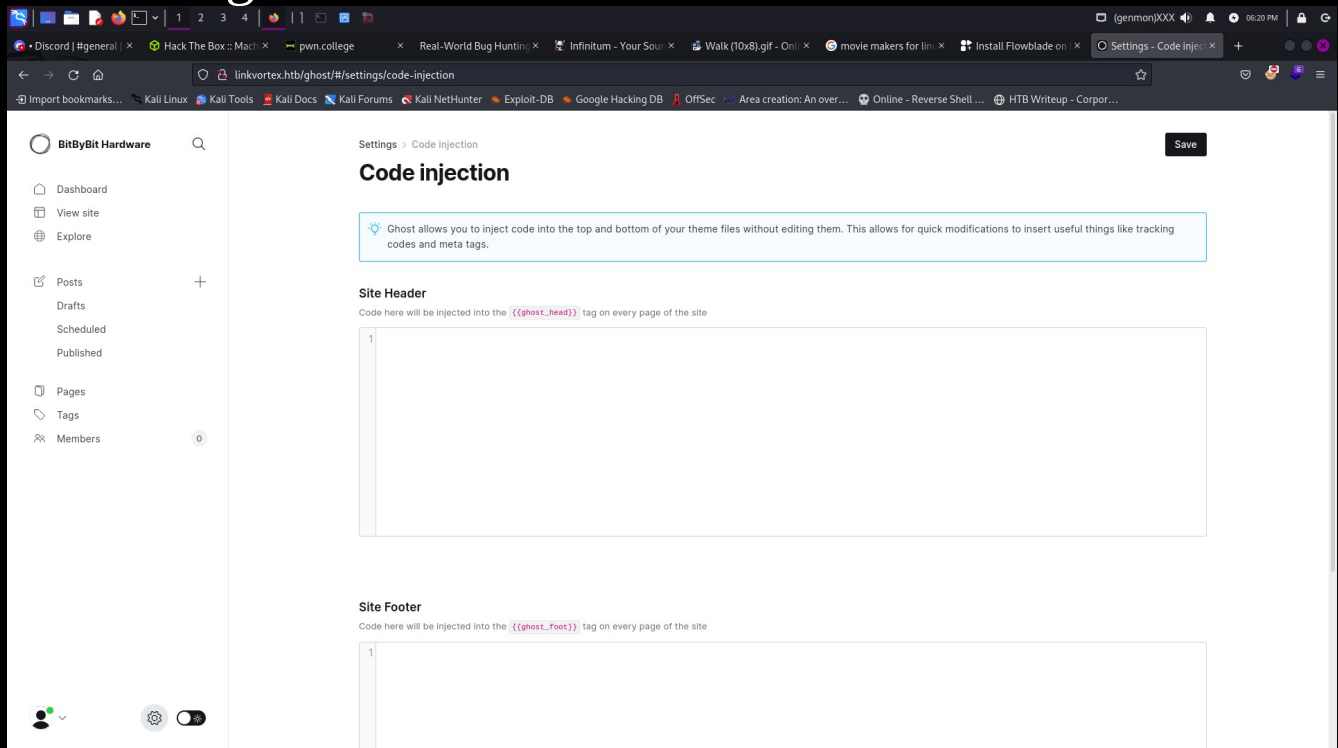 1 2 3 4
(genmon)XXX
06:20 PM
• Discord | #general |
Hack The Box :: Mach
pwn.college
Real-World Bug Hunting
Infinitum - Your Sour
Walk (10x8).gif - Onli
movie makers for linu
Install Flowblade on l
Settings - Code inject
linkvortex.htb/ghost/#/settings/code-injection
6
Import bookmarks…
Kali Linux
Kali Tools
Kali Docs
Kali Forums
Kali NetHunter
Exploit-DB
Google Hacking DB
OffSec
Area creation: An over…
Online - Reverse Shell …
HTB Writeup - Corpor…
BitByBit Hardware
Dashboard
View site
Explore
Posts
Drafts
Scheduled
Published
Pages
Tags
Members 0
Settings > Code injection
Save
Code injection
Ghost allows you to inject code into the top and bottom of your theme files without editing them. This allows for quick modifications to insert useful things like tracking
codes and meta tags.
Site Header
Code here will be injected into the {{ghost_head}} tag on every page of the site
1
Site Footer
Code here will be injected into the {{ghost_foot}} tag on every page of the site
1